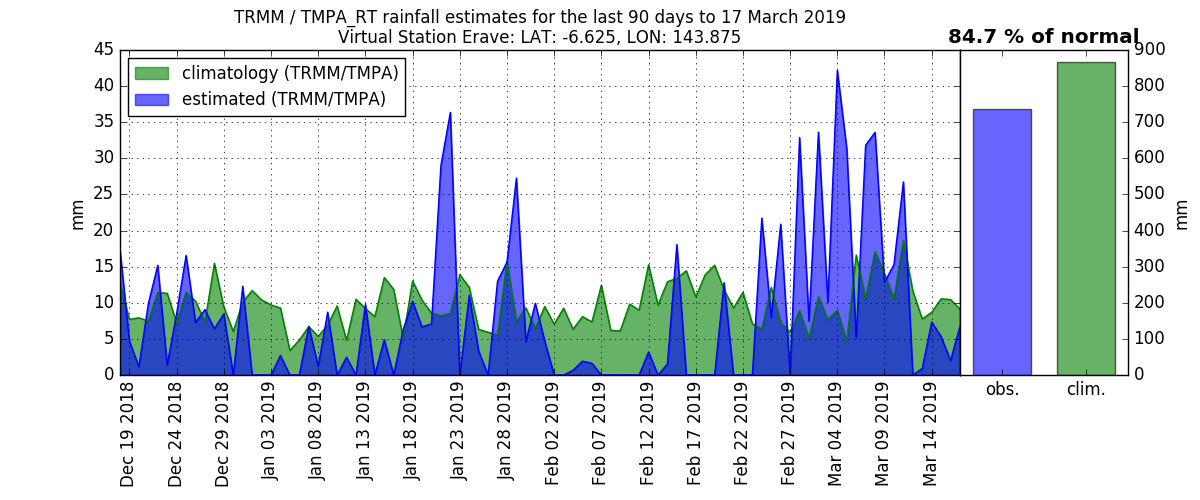 TRMM / TMPA_RT rainfall estimates for the last 90 days to 17 March 2019
Virtual Station Erave: LAT: -6.625, LON: 143.875
84.7 % of normal
climatology (TRMM/TMPA)
estimated (TRMM/TMPA)
mm
45
40
35
30
25
20
15
10
5
0
Dec 19 2018
Dec 24 2018
Dec 29 2018
Jan 03 2019
Jan 08 2019
Jan 13 2019
Jan 18 2019
Jan 23 2019
Jan 28 2019
Feb 02 2019
Feb 07 2019
Feb 12 2019
Feb 17 2019
Feb 22 2019
Feb 27 2019
Mar 04 2019
Mar 09 2019
Mar 14 2019
obs.
clim.
900
800
700
600
500
400
300
200
100
0
mm